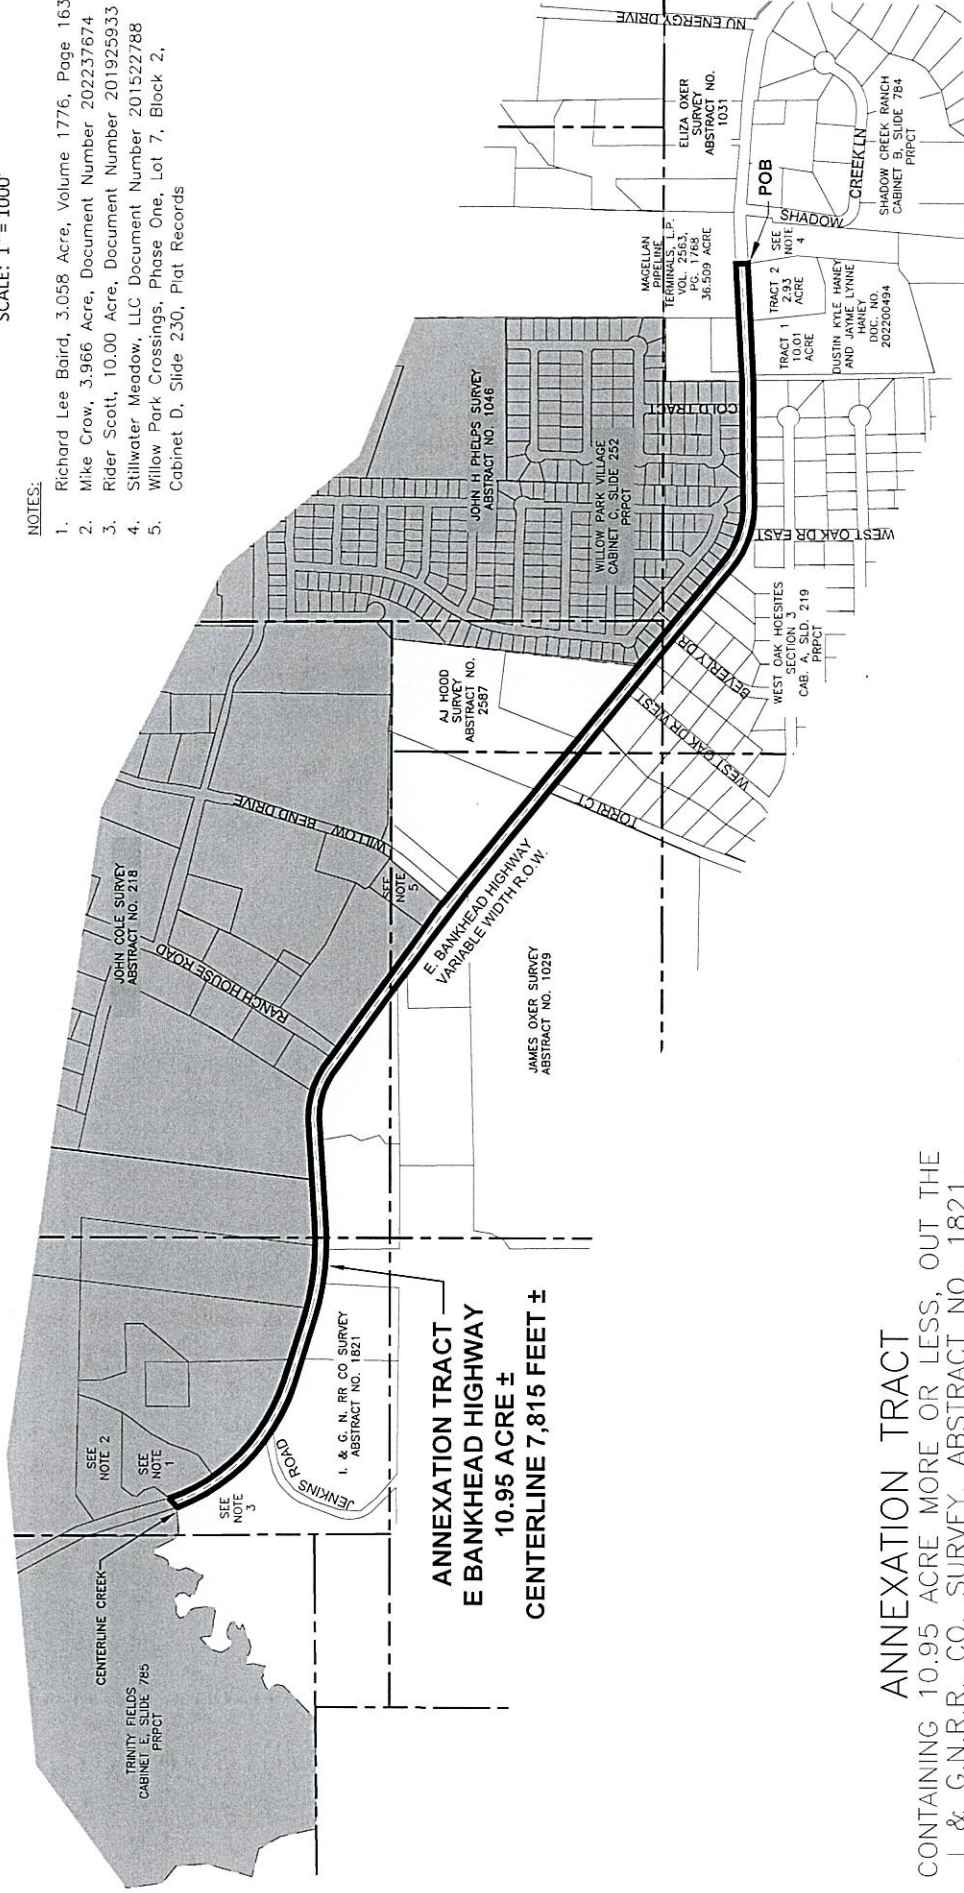 SCALE: 1" = 1000'
NOTES:
1. Richard Lee Baird, 3.058 Acre, Volume 1776, Page 163
2. Mike Crow, 3.966 Acre, Document Number 202237674
3. Rider Scott, 10.00 Acre, Document Number 201925933
4. Stillwater Meadow, LLC Document Number 201522788
5. Willow Park Crossings, Phase One, Lot 7, Block 2,
Cabinet D, Slide 230, Plat Records
TRINITY FIELDS
CABINET E, SLIDE 785
PRPCT
CENTERLINE CREEK
SEE
NOTE 2
SEE
NOTE
1
SEE
NOTE
3
JENKINS ROAD
I. & G. N. RR CO SURVEY
ABSTRACT NO. 1821
ANNEXATION TRACT
E BANKHEAD HIGHWAY
10.95 ACRE ±
CENTERLINE 7,815 FEET ±
JOHN COLE SURVEY
ABSTRACT NO. 218
RANCH HOUSE ROAD
WILLOW BEND DRIVE
SEE
NOTE
5
E. BANKHEAD HIGHWAY
VARIABLE WIDTH R.O.W.
JAMES OXER SURVEY
ABSTRACT NO. 1029
AJ HOOD
SURVEY
ABSTRACT NO.
2587
TORRI CT
WEST OAK DR WEST
BEVERLY DR
WEST OAK HOESITES
SECTION 3
CAB. A, SLD. 219
PRPCT
WEST OAK DR EAST
JOHN H PHELPS SURVEY
ABSTRACT NO. 1046
WILLOW PARK VILLAGE
CABINET C, SLIDE 252
PRPCT
COLD TRACT
MAGELLAN
PIPELINE
TERMINALS, L.P.
VOL. 2563,
PG. 1768
36.509 ACRE
TRACT 1
10.01
ACRE
TRACT 2
2.93
ACRE
DUSTIN KYLE HANEY
AND JAYME LYNNE
HANEY
DOC. NO.
202200494
SEE
NOTE
4
POB
ELIZA OXER
SURVEY
ABSTRACT NO.
1031
NU ENERGY DRIVE
SHADOW
CREEK LN
SHADOW CREEK RANCH
CABINET B, SLIDE 784
PRPCT
ANNEXATION TRACT
CONTAINING 10.95 ACRE MORE OR LESS, OUT THE
I. & G.N.R.R. CO. SURVEY, ABSTRACT NO. 1821,